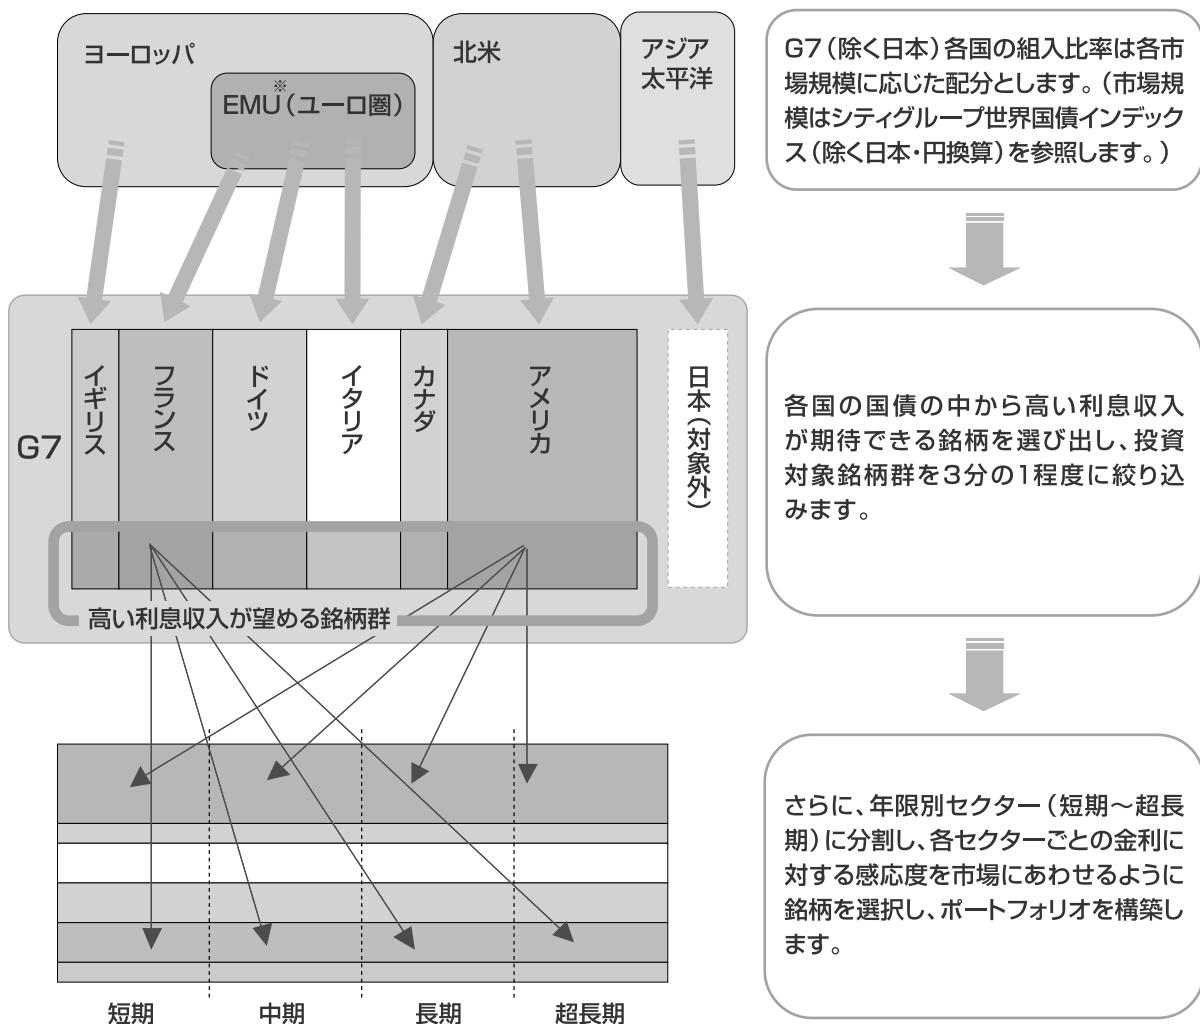 ヨーロッパ
※
EMU(ユーロ圏)
北米
アジア
太平洋
G7(除く日本)各国の組入比率は各市
場規模に応じた配分とします。(市場規
模はシティグループ世界国債インデック
ス(除く日本・円換算)を参照します。)
G7
イギリス
フランス
ドイツ
イタリア
カナダ
アメリカ
日本(対象外)
高い利息収入が望める銘柄群
各国の国債の中から高い利息収入
が期待できる銘柄を選び出し、投資
対象銘柄群を3分の1程度に絞り込
みます。
さらに、年限別セクター(短期~超長
期)に分割し、各セクターごとの金利に
対する感応度を市場にあわせるように
銘柄を選択し、ポートフォリオを構築し
ます。
短期
中期
長期
超長期